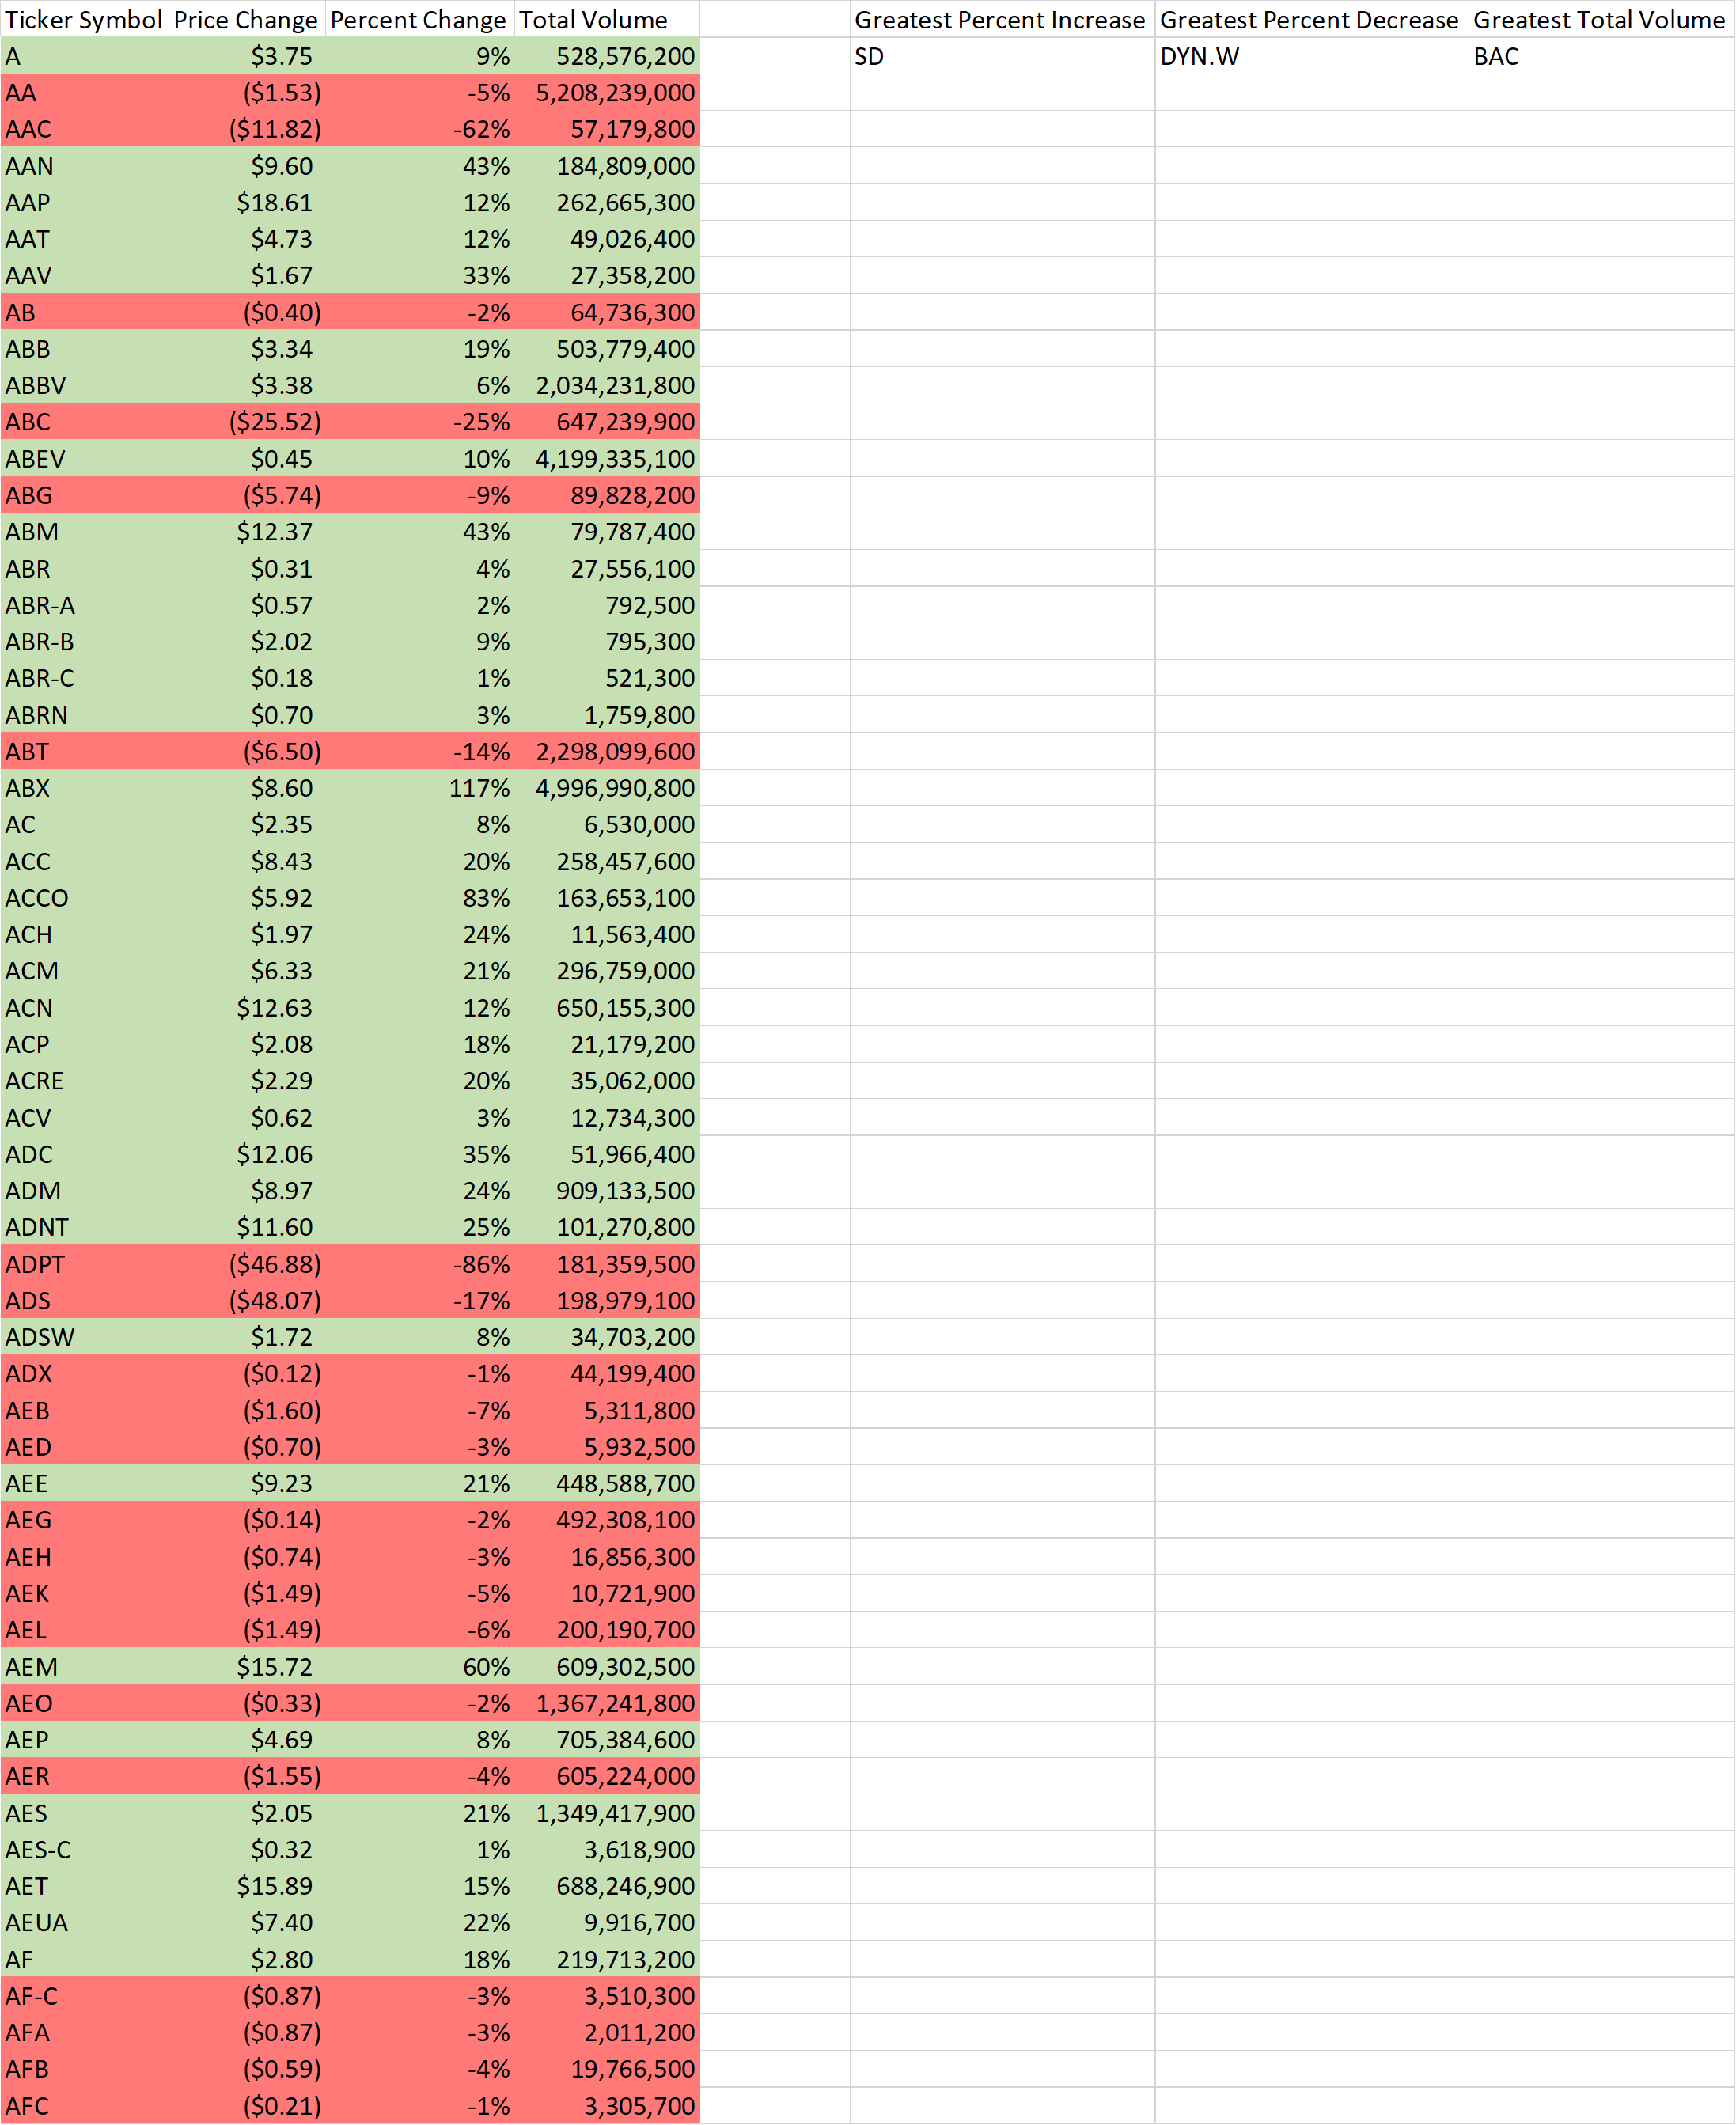 Ticker Symbol Price Change Percent Change Total Volume Greatest Percent Increase Greatest Percent Decrease Greatest Total Volume
A $3.75 9% 528,576,200 SD DYN.W BAC
AA ($1.53) -5% 5,208,239,000
AAC ($11.82) -62% 57,179,800
AAN $9.60 43% 184,809,000
AAP $18.61 12% 262,665,300
AAT $4.73 12% 49,026,400
AAV $1.67 33% 27,358,200
AB ($0.40) -2% 64,736,300
ABB $3.34 19% 503,779,400
ABBV $3.38 6% 2,034,231,800
ABC ($25.52) -25% 647,239,900
ABEV $0.45 10% 4,199,335,100
ABG ($5.74) -9% 89,828,200
ABM $12.37 43% 79,787,400
ABR $0.31 4% 27,556,100
ABR-A $0.57 2% 792,500
ABR-B $2.02 9% 795,300
ABR-C $0.18 1% 521,300
ABRN $0.70 3% 1,759,800
ABT ($6.50) -14% 2,298,099,600
ABX $8.60 117% 4,996,990,800
AC $2.35 8% 6,530,000
ACC $8.43 20% 258,457,600
ACCO $5.92 83% 163,653,100
ACH $1.97 24% 11,563,400
ACM $6.33 21% 296,759,000
ACN $12.63 12% 650,155,300
ACP $2.08 18% 21,179,200
ACRE $2.29 20% 35,062,000
ACV $0.62 3% 12,734,300
ADC $12.06 35% 51,966,400
ADM $8.97 24% 909,133,500
ADNT $11.60 25% 101,270,800
ADPT ($46.88) -86% 181,359,500
ADS ($48.07) -17% 198,979,100
ADSW $1.72 8% 34,703,200
ADX ($0.12) -1% 44,199,400
AEB ($1.60) -7% 5,311,800
AED ($0.70) -3% 5,932,500
AEE $9.23 21% 448,588,700
AEG ($0.14) -2% 492,308,100
AEH ($0.74) -3% 16,856,300
AEK ($1.49) -5% 10,721,900
AEL ($1.49) -6% 200,190,700
AEM $15.72 60% 609,302,500
AEO ($0.33) -2% 1,367,241,800
AEP $4.69 8% 705,384,600
AER ($1.55) -4% 605,224,000
AES $2.05 21% 1,349,417,900
AES-C $0.32 1% 3,618,900
AET $15.89 15% 688,246,900
AEUA $7.40 22% 9,916,700
AF $2.80 18% 219,713,200
AF-C ($0.87) -3% 3,510,300
AFA ($0.87) -3% 2,011,200
AFB ($0.59) -4% 19,766,500
AFC ($0.21) -1% 3,305,700